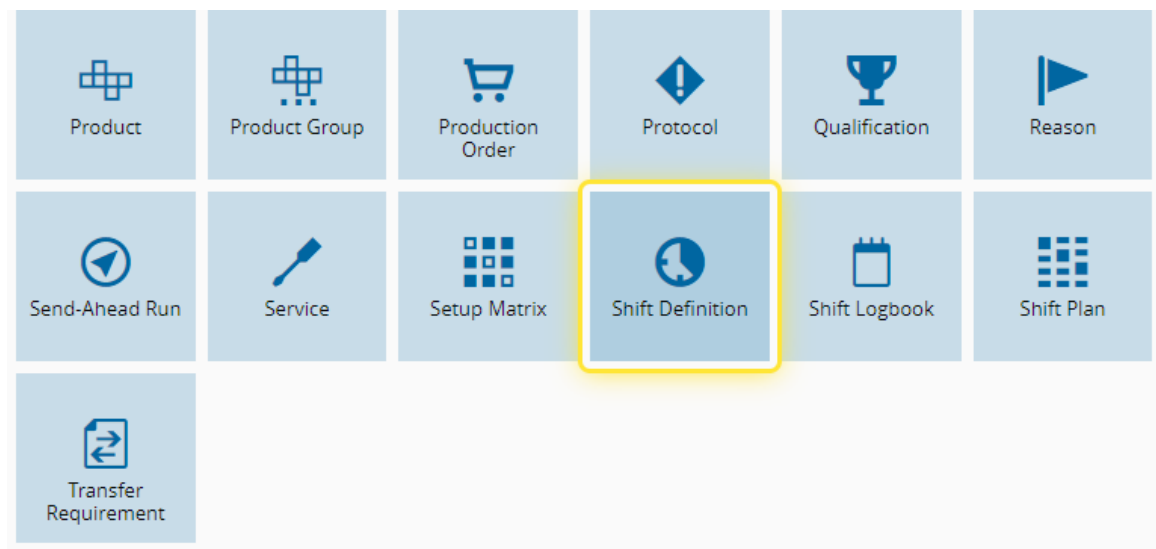 Product
Product Group
Production
Order
Protocol
Qualification
Reason
Send-Ahead Run
Service
Setup Matrix
Shift Definition
Shift Logbook
Shift Plan
Transfer
Requirement